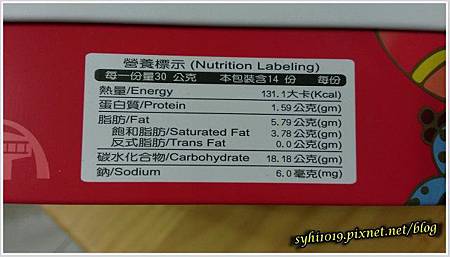 營養標示 (Nutrition Labeling)
每一份量30 公克 本包裝含14 份 每份
熱量/Energy 131.1大卡(Kcal)
蛋白質/Protein 1.59公克(gm)
脂肪/Fat 5.79公克(gm)
飽和脂肪/Saturated Fat 3.78公克(gm)
反式脂肪/Trans Fat 0.0公克(gm)
碳水化合物/Carbohydrate 18.18公克(gm)
鈉/Sodium 6.0毫克(mg)
syhi1019.pixnet.net/blog